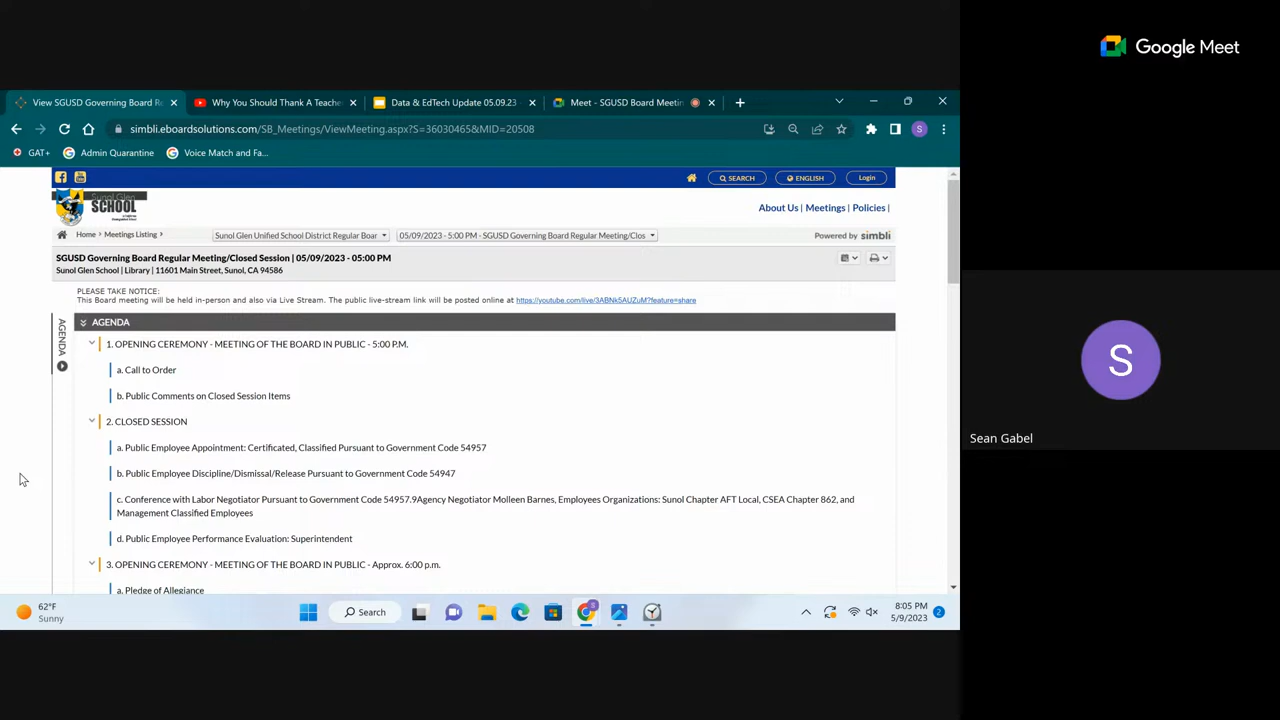 Google Meet
View SGUSD Governing Board Re
Why You Should Thank A Teache
Data & EdTech Update 05.09.23 -
Meet - SGUSD Board Meetin
simbli.eboardsolutions.com/SB_Meetings/ViewMeeting.aspx?S=36030465&MID=20508
S
GAT+
Admin Quarantine
Voice Match and Fa...
SEARCH
ENGLISH
Login
Sunol Glen
SCHOOL
About Us | Meetings | Policies |
Home > Meetings Listing >
Sunol Glen Unified School District Regular Boar
05/09/2023 - 5:00 PM - SGUSD Governing Board Regular Meeting/Clos
Powered by simbli
SGUSD Governing Board Regular Meeting/Closed Session | 05/09/2023 - 05:00 PM
Sunol Glen School | Library | 11601 Main Street, Sunol, CA 94586
PLEASE TAKE NOTICE:
This Board meeting will be held in-person and also via Live Stream. The public live-stream link will be posted online at https://youtube.com/live/3ABNk5AUZuM?feature=share
AGENDA
AGENDA
1. OPENING CEREMONY - MEETING OF THE BOARD IN PUBLIC - 5:00 P.M.
a. Call to Order
b. Public Comments on Closed Session Items
2. CLOSED SESSION
a. Public Employee Appointment: Certificated, Classified Pursuant to Government Code 54957
b. Public Employee Discipline/Dismissal/Release Pursuant to Government Code 54947
c. Conference with Labor Negotiator Pursuant to Government Code 54957.9Agency Negotiator Molleen Barnes, Employees Organizations: Sunol Chapter AFT Local, CSEA Chapter 862, and
Management Classified Employees
d. Public Employee Performance Evaluation: Superintendent
3. OPENING CEREMONY - MEETING OF THE BOARD IN PUBLIC - Approx. 6:00 p.m.
a. Pledge of Allegiance
62°F
Sunny
Search
S
8:05 PM
5/9/2023
2
S
Sean Gabel